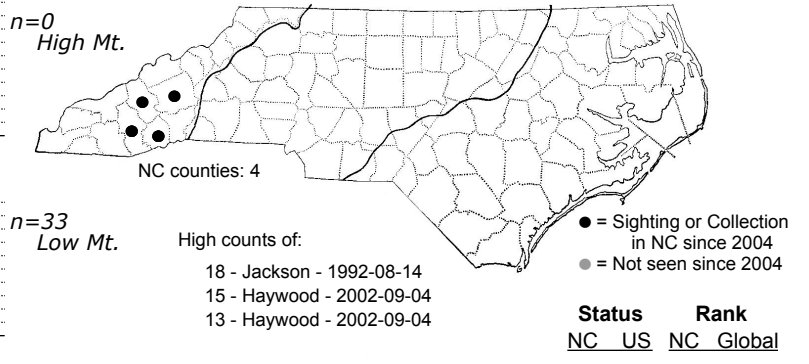 n=0
High Mt.
NC counties: 4
n=33
Low Mt.
High counts of:
18 - Jackson - 1992-08-14
15 - Haywood - 2002-09-04
13 - Haywood - 2002-09-04
= Sighting or Collection
in NC since 2004
= Not seen since 2004
Status Rank
NC US NC Global